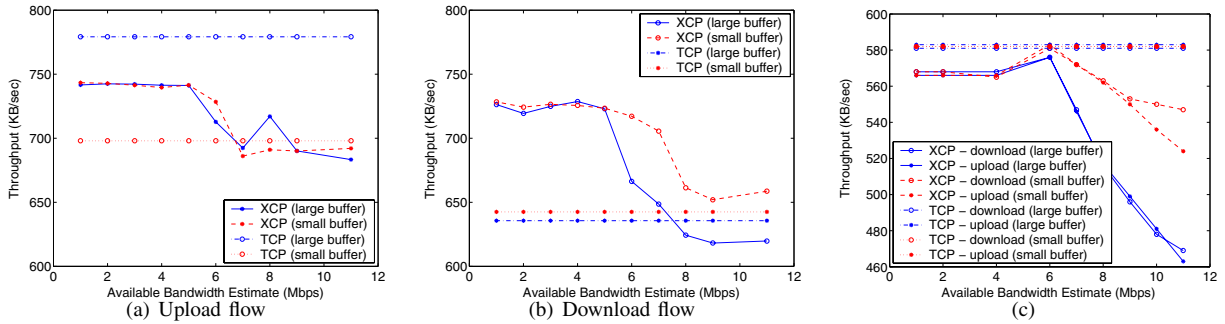 800
750
700
650
600
Throughput (KB/sec)
XCP (large buffer)
XCP (small buffer)
TCP (large buffer)
TCP (small buffer)
0 2 4 6 8 10 12
Available Bandwidth Estimate (Mbps)
(a) Upload flow
800
750
700
650
600
Throughput (KB/sec)
XCP (large buffer)
XCP (small buffer)
TCP (large buffer)
TCP (small buffer)
0 2 4 6 8 10 12
Available Bandwidth Estimate (Mbps)
(b) Download flow
600
580
560
540
520
500
480
460
Throughput (KB/sec)
XCP − download (large buffer)
XCP − upload (large buffer)
XCP − download (small buffer)
XCP − upload (small buffer)
TCP − download (large buffer)
TCP − upload (large buffer)
TCP − download (small buffer)
TCP − upload (small buffer)
0 2 4 6 8 10 12
Available Bandwidth Estimate (Mbps)
(c)